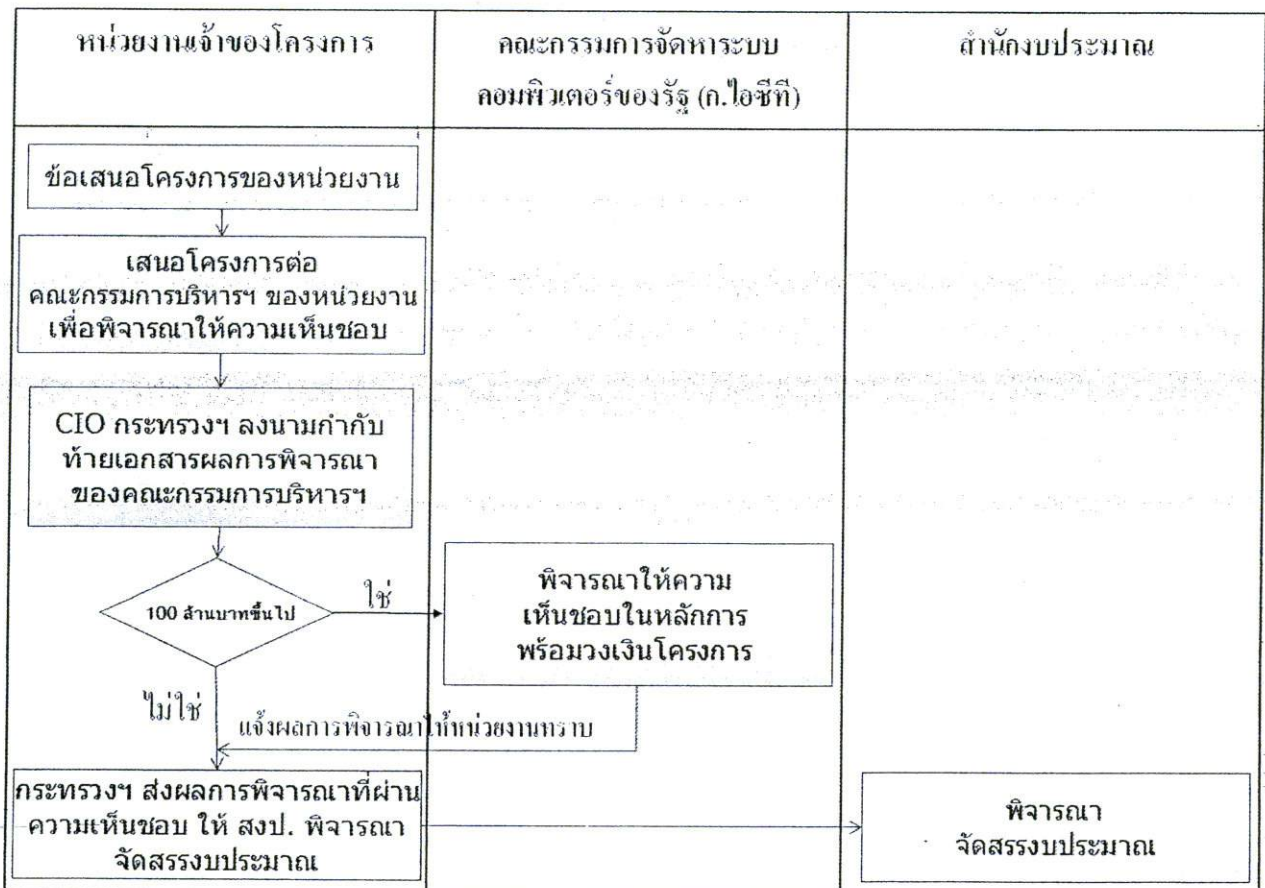 หน่วยงานเจ้าของโครงการ
คณะกรรมการจัดหาระบบ
คอมพิวเตอร์ของรัฐ (ก.ไอซีที)
สำนักงบประมาณ
ข้อเสนอโครงการของหน่วยงาน
เสนอโครงการต่อ
คณะกรรมการบริหารฯ ของหน่วยงาน
เพื่อพิจารณาให้ความเห็นชอบ
CIO กระทรวงฯ ลงนามกำกับ
ท้ายเอกสารผลการพิจารณา
ของคณะกรรมการบริหารฯ
100 ล้านบาทขึ้นไป
ใช่
พิจารณาให้ความ
เห็นชอบในหลักการ
พร้อมวงเงินโครงการ
ไม่ใช่
แจ้งผลการพิจารณาให้หน่วยงานทราบ
กระทรวงฯ ส่งผลการพิจารณาที่ผ่าน
ความเห็นชอบ ให้ สงป. พิจารณา
จัดสรรงบประมาณ
พิจารณา
จัดสรรงบประมาณ